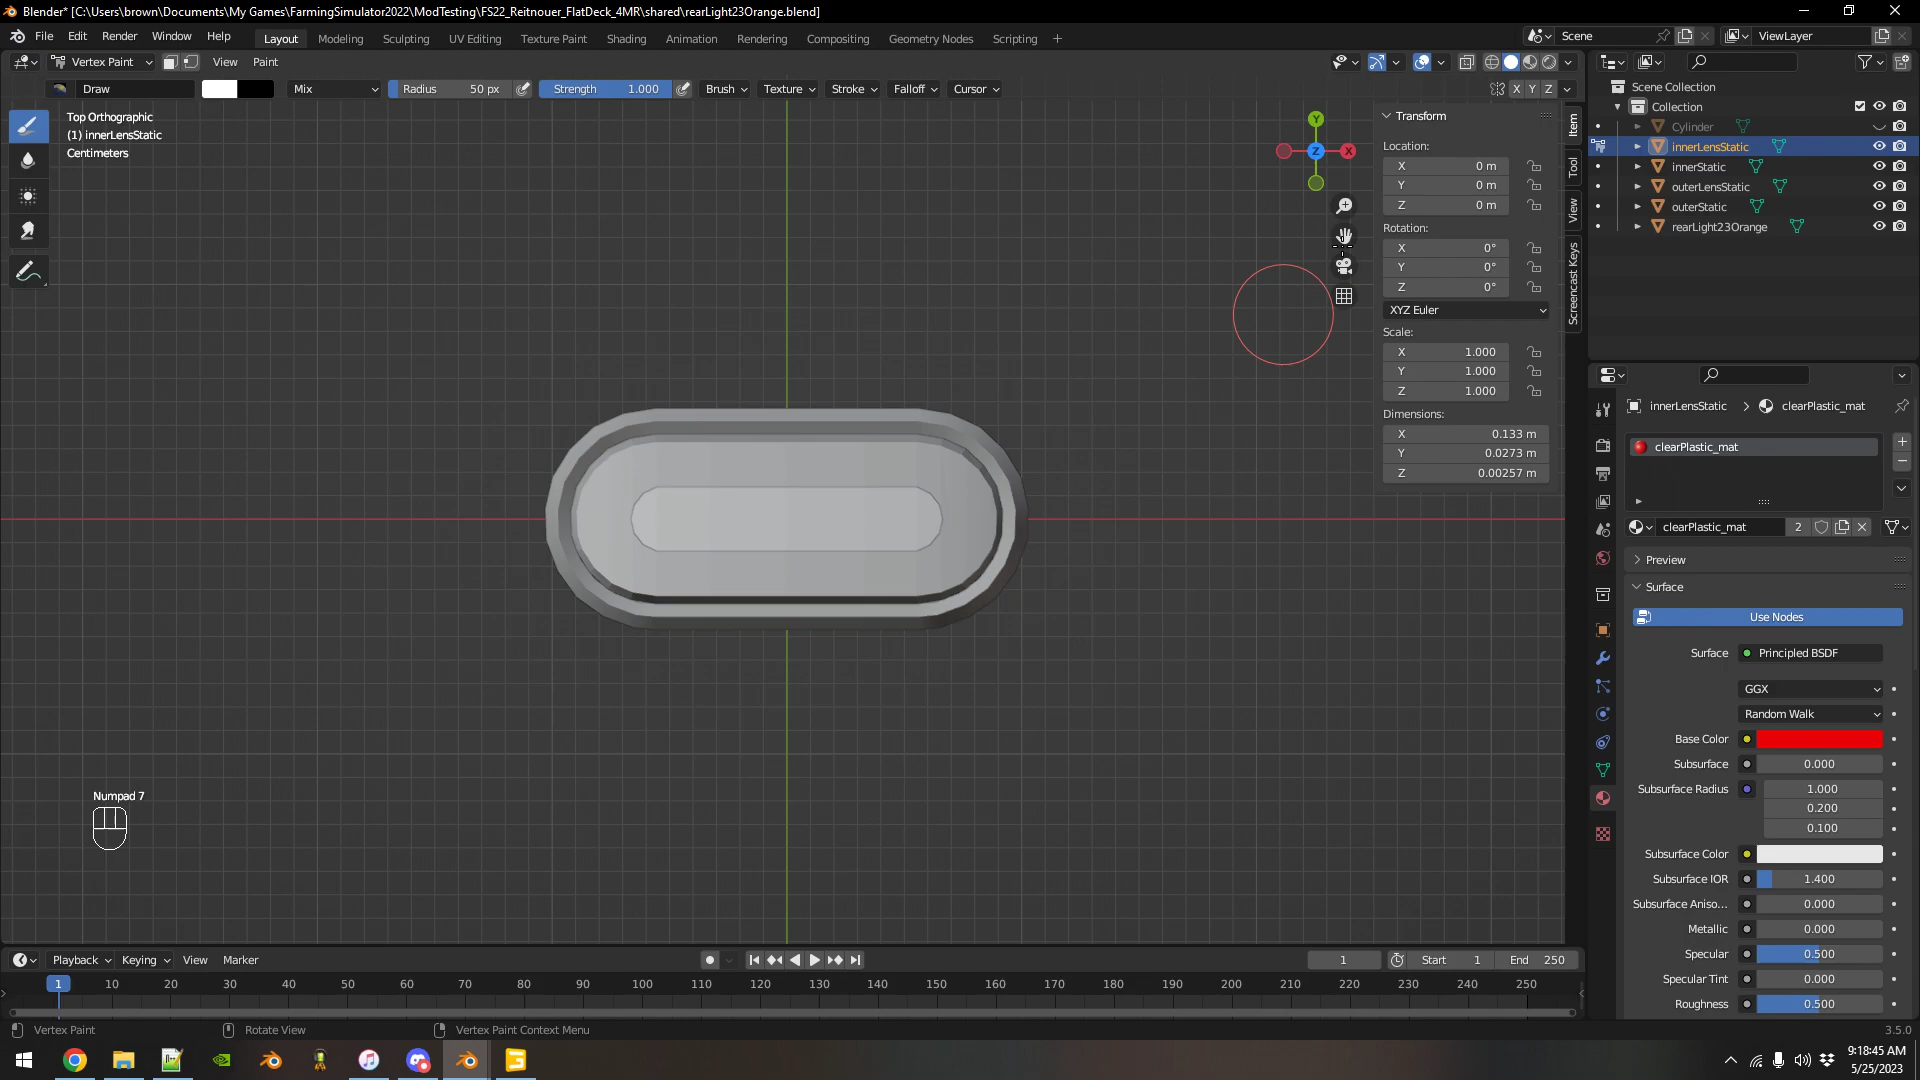 Blender* [C:\Users\brown\Documents\My Games\FarmingSimulator2022\ModTesting\FS22_Reitnouer_FlatDeck_4MR\shared\rearLight23Orange.blend]
File Edit Render Window Help
Layout Modeling Sculpting UV Editing Texture Paint Shading Animation Rendering Compositing Geometry Nodes Scripting +
Scene
ViewLayer
Vertex Paint View Paint
Draw Mix Radius 50 px Strength 1.000 Brush Texture Stroke Falloff Cursor X Y Z
Top Orthographic
(1) innerLensStatic
Centimeters
Y
Z
X
Transform
Location:
X 0 m
Y 0 m
Z 0 m
Rotation:
X 0°
Y 0°
Z 0°
XYZ Euler
Scale:
X 1.000
Y 1.000
Z 1.000
Dimensions:
X 0.133 m
Y 0.0273 m
Z 0.00257 m
Item
Tool
View
Screencast Keys
Scene Collection
Collection
Cylinder
innerLensStatic
innerStatic
outerLensStatic
outerStatic
rearLight23Orange
innerLensStatic > clearPlastic_mat
clearPlastic_mat
clearPlastic_mat 2
Preview
Surface
Use Nodes
Surface Principled BSDF
GGX
Random Walk
Base Color
Subsurface 0.000
Subsurface Radius 1.000
0.200
0.100
Subsurface Color
Subsurface IOR 1.400
Subsurface Aniso... 0.000
Metallic 0.000
Specular 0.500
Specular Tint 0.000
Roughness 0.500
Numpad 7
Playback Keying View Marker
1 Start 1 End 250
1 10 20 30 40 50 60 70 80 90 100 110 120 130 140 150 160 170 180 190 200 210 220 230 240 250
Vertex Paint Rotate View Vertex Paint Context Menu 3.5.0
9:18:45 AM
5/25/2023